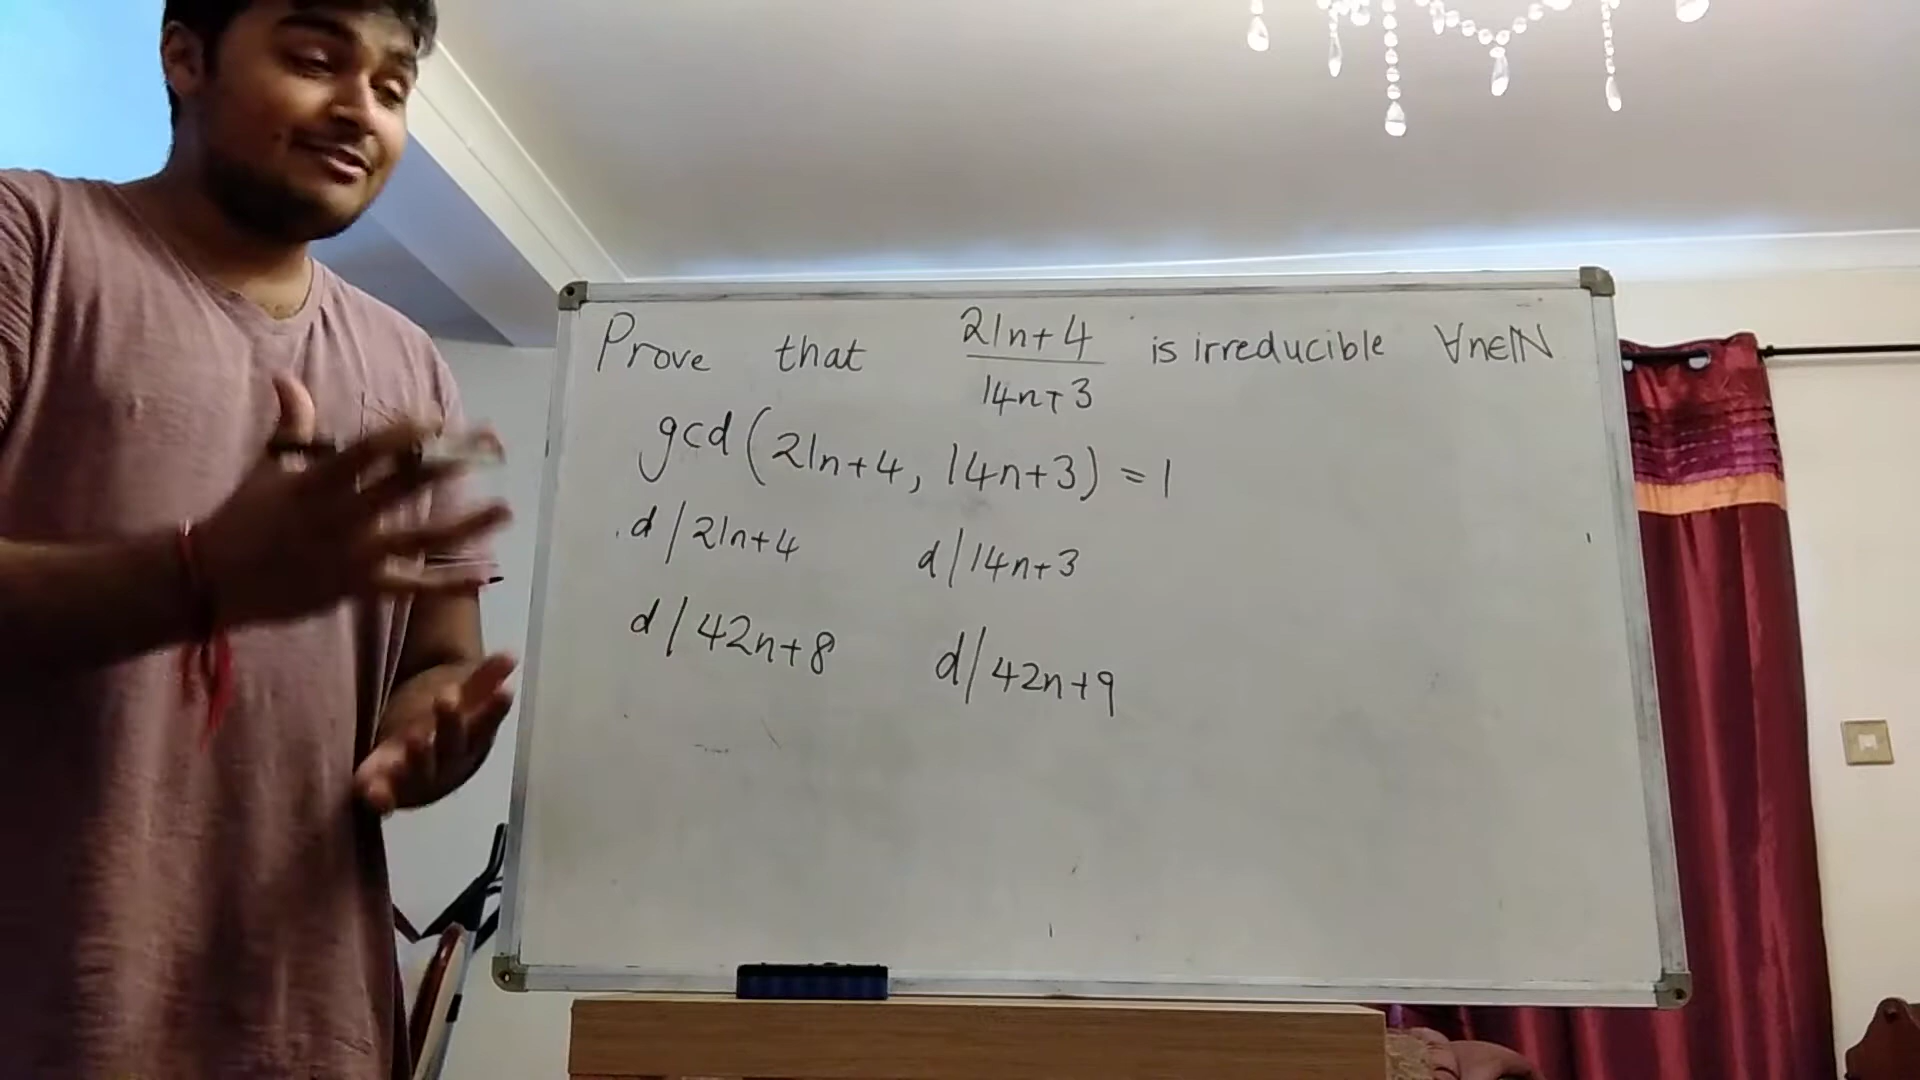 Prove that (21n+4)/(14n+3) is irreducible ∀n∈ℕ
gcd(21n+4, 14n+3) = 1
d | 21n+4 d | 14n+3
d | 42n+8 d | 42n+9